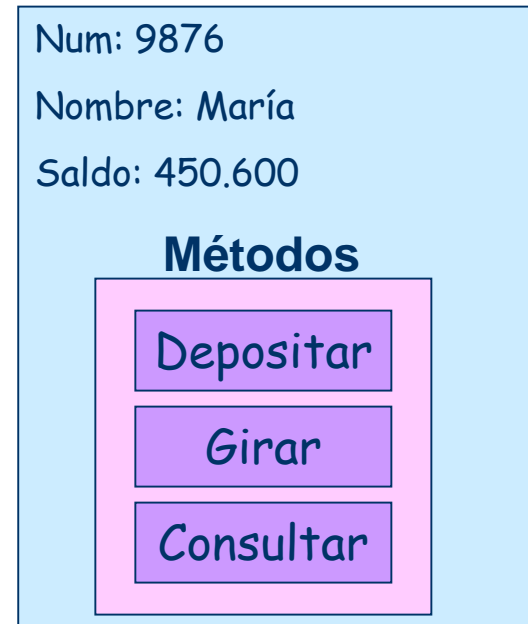 Num: 9876
Nombre: María
Saldo: 450.600
Métodos
Depositar
Girar
Consultar